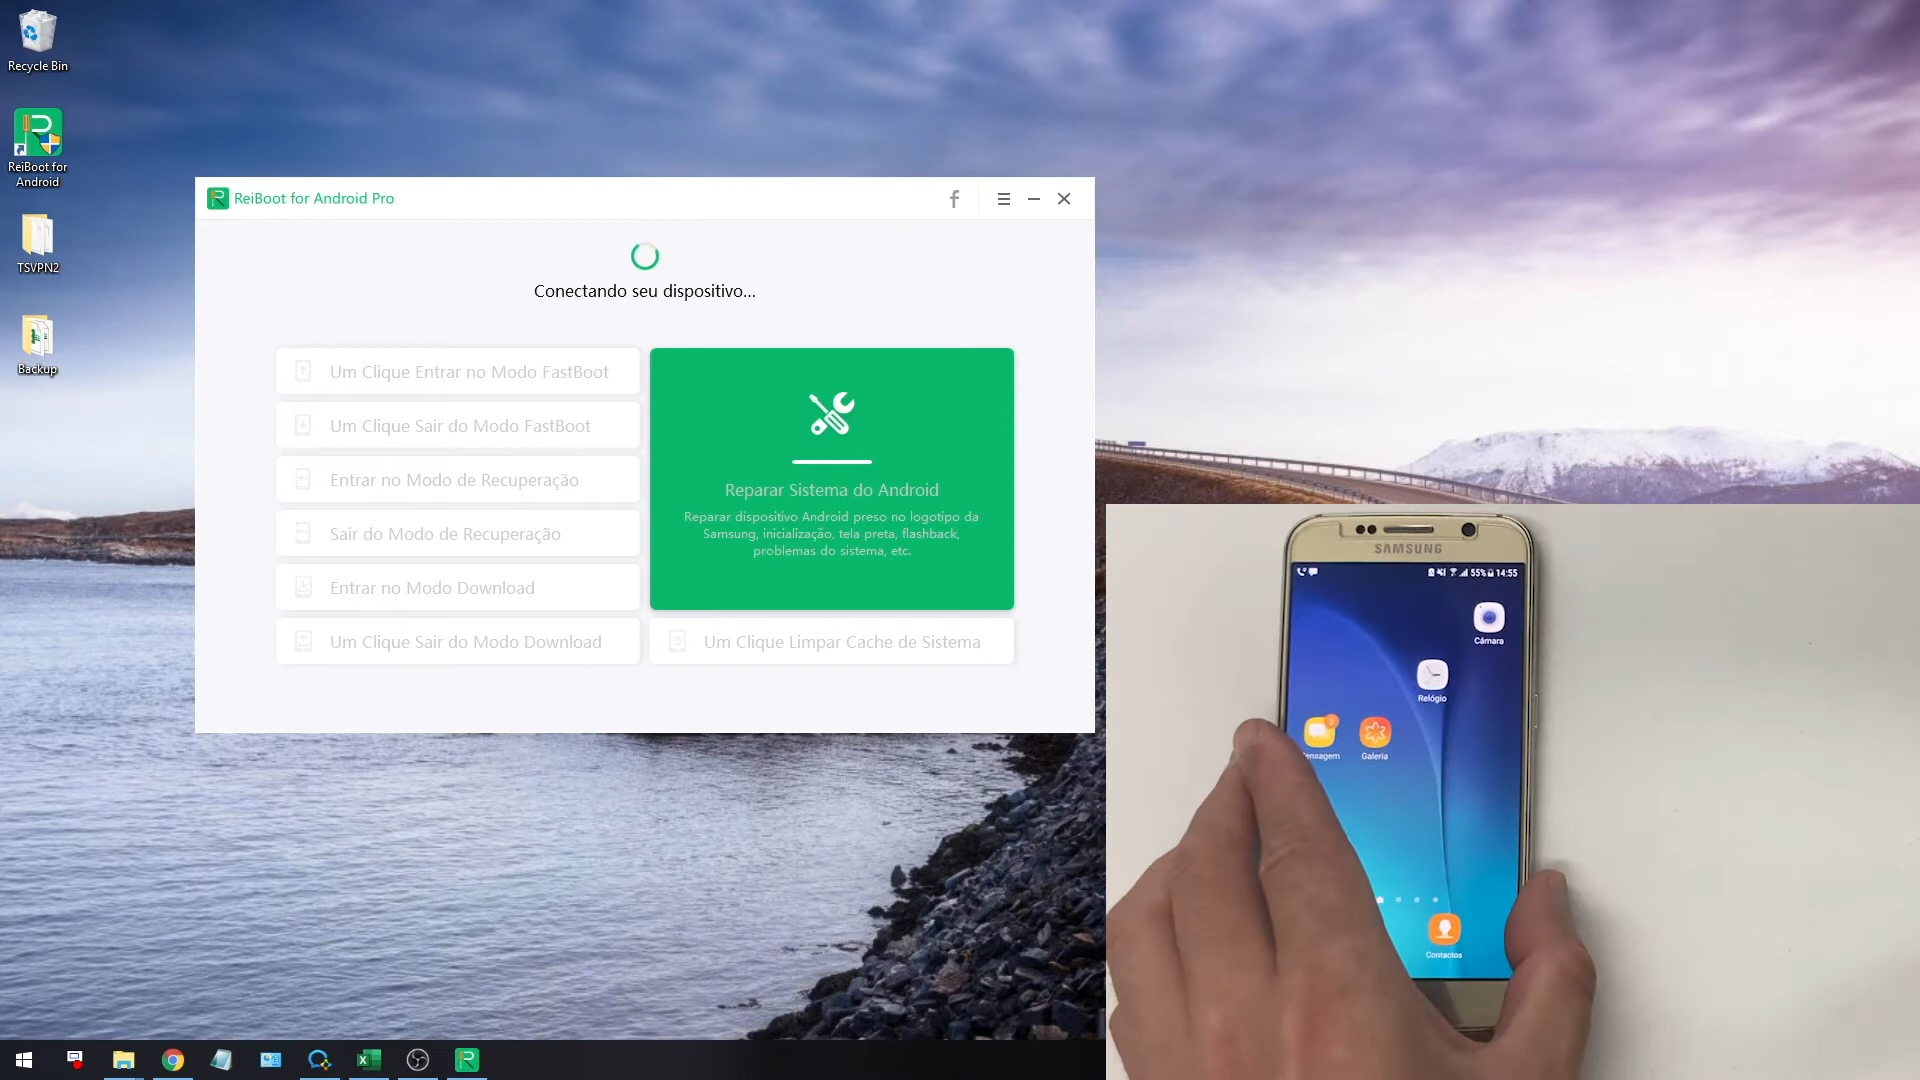 Recycle Bin
ReiBoot for
Android
TSVPN2
Backup
ReiBoot for Android Pro
Conectando seu dispositivo...
Um Clique Entrar no Modo FastBoot
Um Clique Sair do Modo FastBoot
Entrar no Modo de Recuperação
Sair do Modo de Recuperação
Entrar no Modo Download
Um Clique Sair do Modo Download
Reparar Sistema do Android
Reparar dispositivo Android preso no logotipo da
Samsung, inicialização, tela preta, flashback,
problemas do sistema, etc.
Um Clique Limpar Cache de Sistema
SAMSUNG
55% 14:55
Câmara
Relógio
Galeria
Contactos